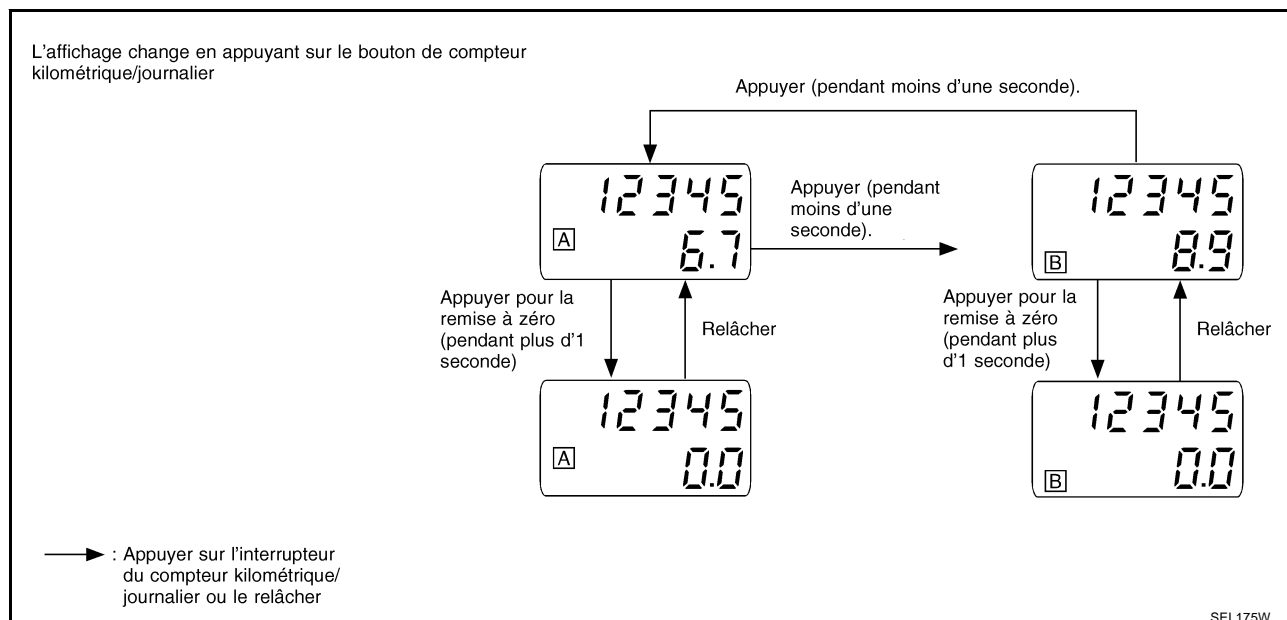 L'affichage change en appuyant sur le bouton de compteur
kilométrique/journalier
Appuyer (pendant moins d'une seconde).
12345
A
6.7
Appuyer (pendant
moins d'une
seconde).
12345
B
8.9
Appuyer pour la
remise à zéro
(pendant plus d'1
seconde)
Relâcher
Appuyer pour la
remise à zéro
(pendant plus
d'1 seconde)
Relâcher
12345
A
0.0
12345
B
0.0
: Appuyer sur l'interrupteur
du compteur kilométrique/
journalier ou le relâcher
SEL175W